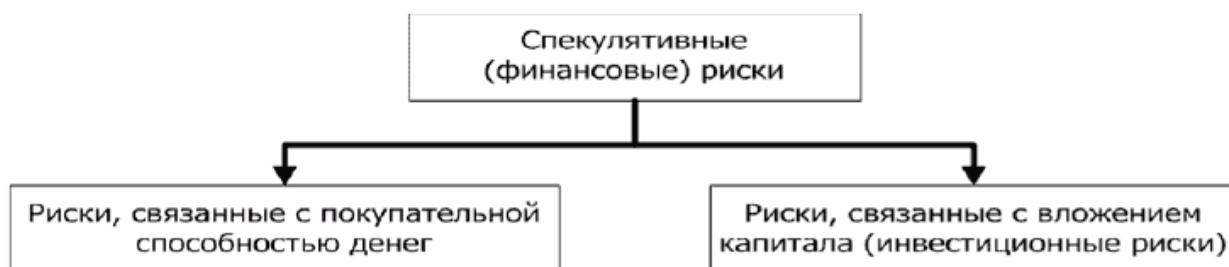 Спекулятивные
(финансовые) риски
Риски, связанные с покупательной
способностью денег
Риски, связанные с вложением
капитала (инвестиционные риски)